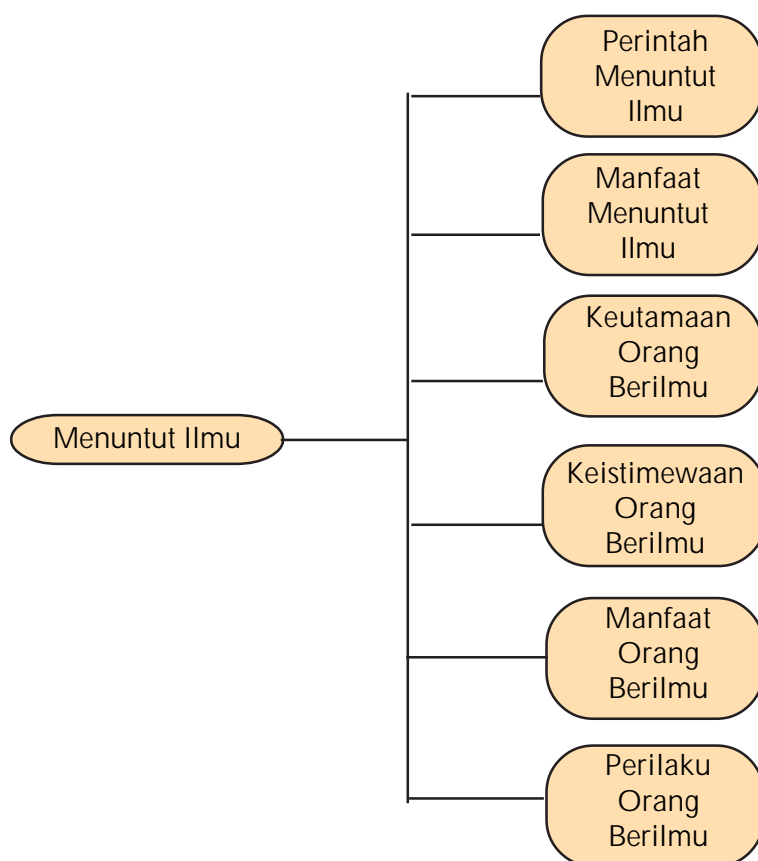 Menuntut Ilmu
Perintah
Menuntut
Ilmu
Manfaat
Menuntut
Ilmu
Keutamaan
Orang
Berilmu
Keistimewaan
Orang
Berilmu
Manfaat
Orang
Berilmu
Perilaku
Orang
Berilmu